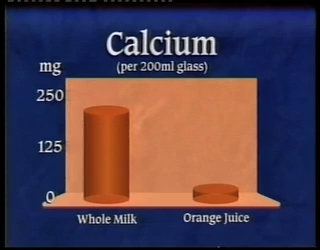 Calcium
(per 200ml glass)
mg
250
125
0
Whole Milk
Orange Juice